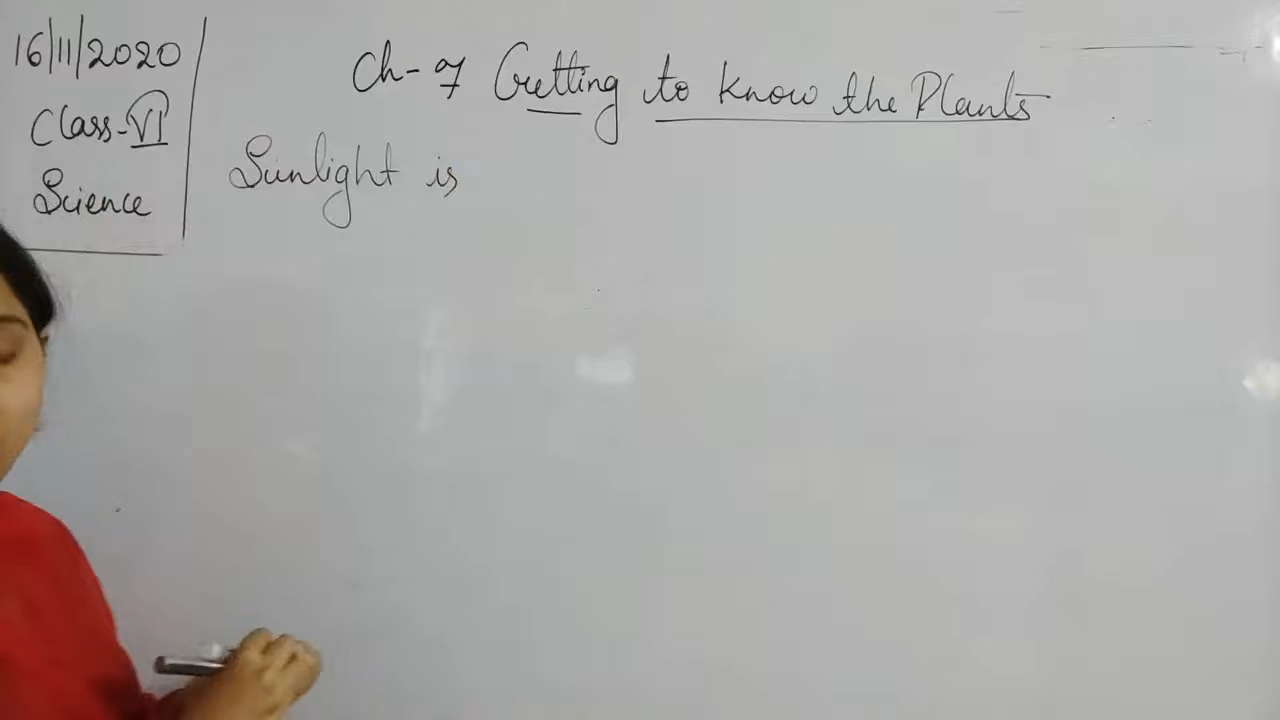 16/11/2020
Class-VI
Science
Ch-7 Getting to know the Plants
Sunlight is